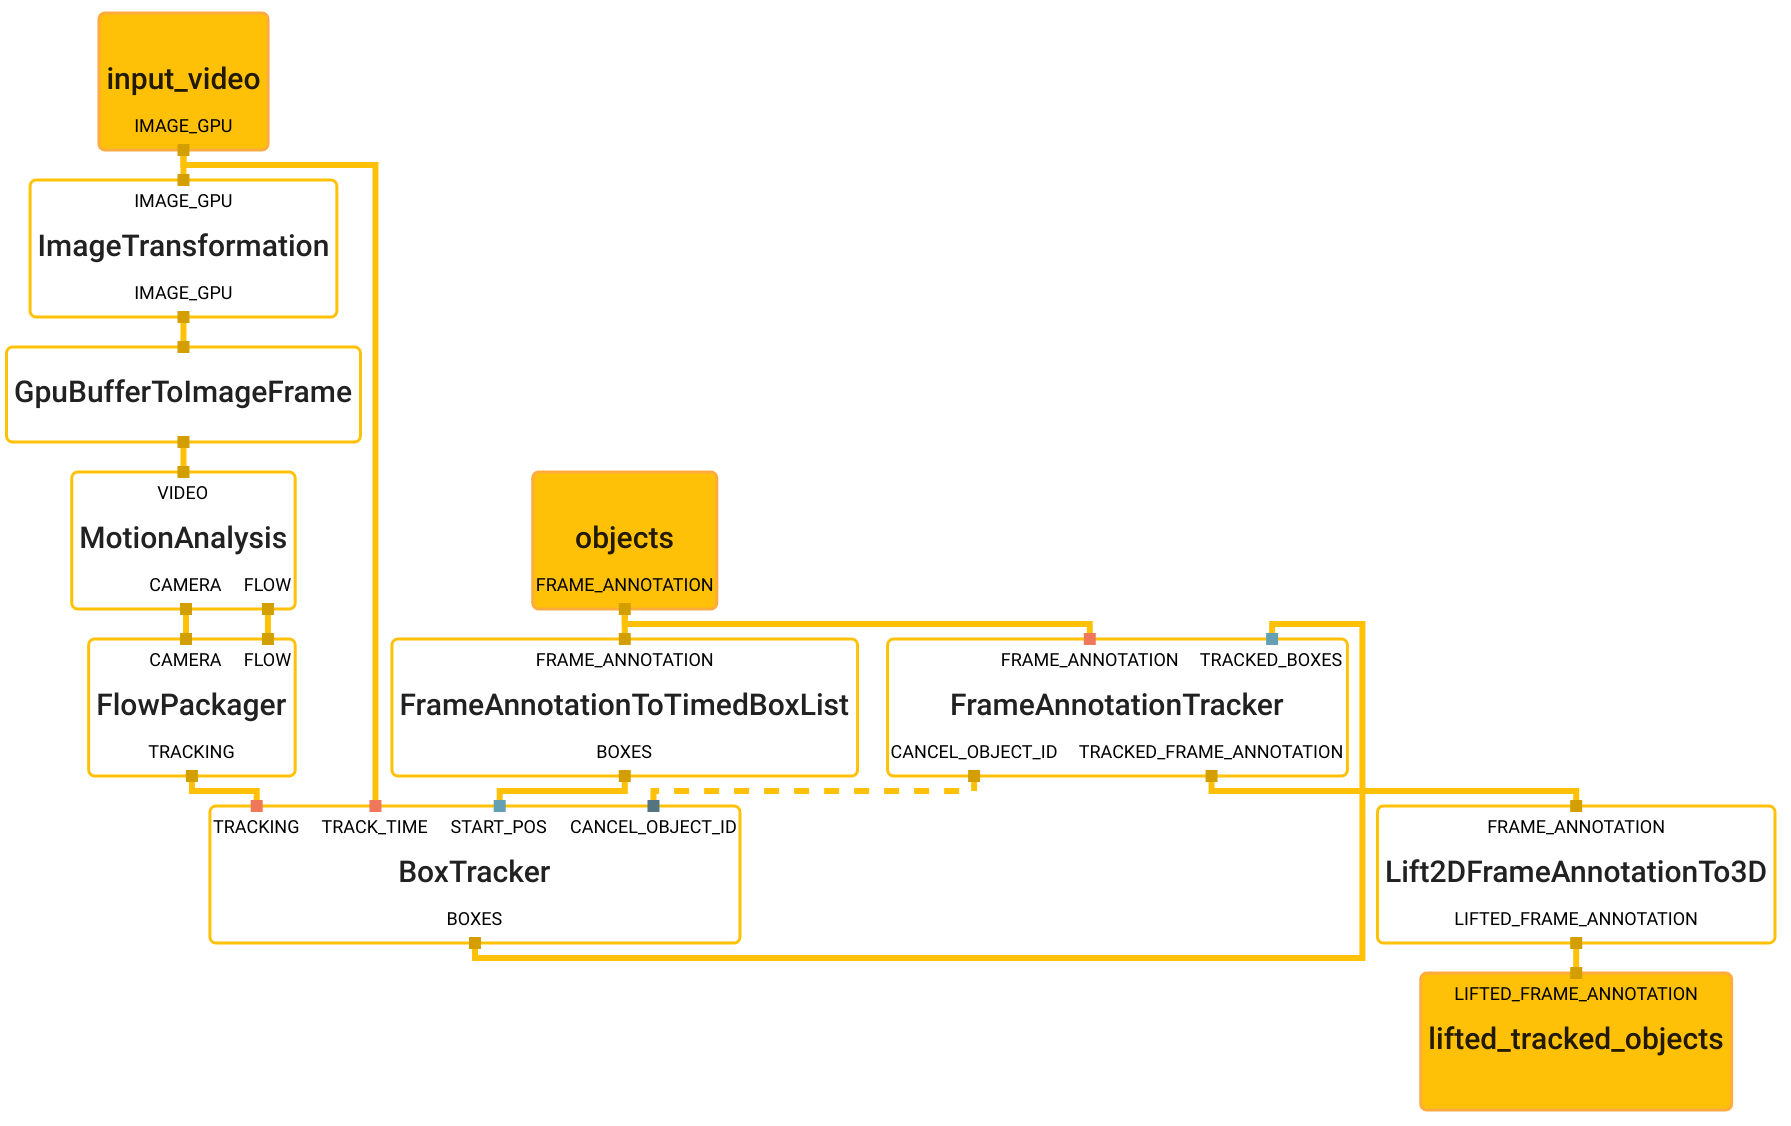 input_video
IMAGE_GPU
IMAGE_GPU
ImageTransformation
IMAGE_GPU
GpuBufferToImageFrame
VIDEO
MotionAnalysis
CAMERA FLOW
objects
FRAME_ANNOTATION
CAMERA FLOW
FlowPackager
TRACKING
FRAME_ANNOTATION
FrameAnnotationToTimedBoxList
BOXES
FRAME_ANNOTATION TRACKED_BOXES
FrameAnnotationTracker
CANCEL_OBJECT_ID TRACKED_FRAME_ANNOTATION
TRACKING TRACK_TIME START_POS CANCEL_OBJECT_ID
BoxTracker
BOXES
FRAME_ANNOTATION
Lift2DFrameAnnotationTo3D
LIFTED_FRAME_ANNOTATION
LIFTED_FRAME_ANNOTATION
lifted_tracked_objects